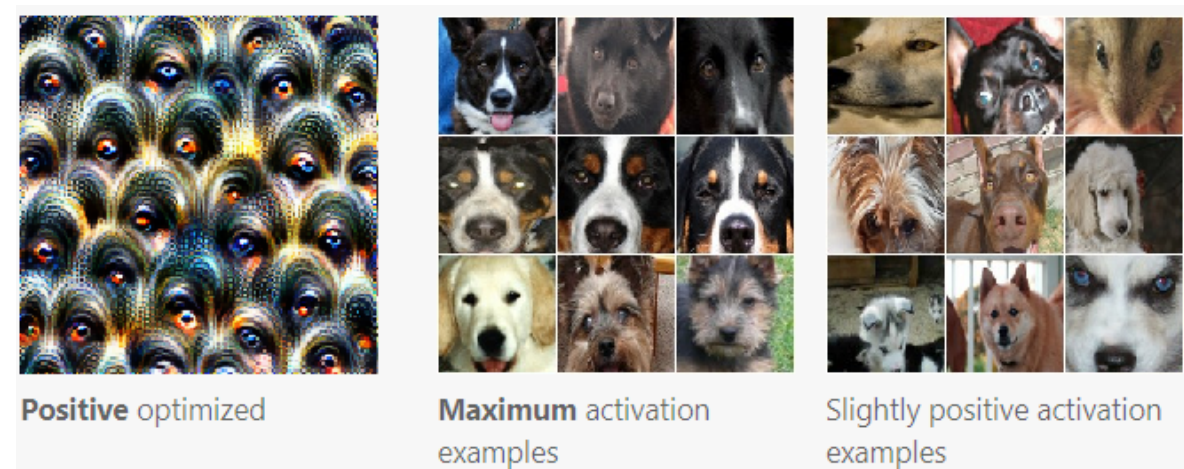 Positive optimized
Maximum activation
examples
Slightly positive activation
examples